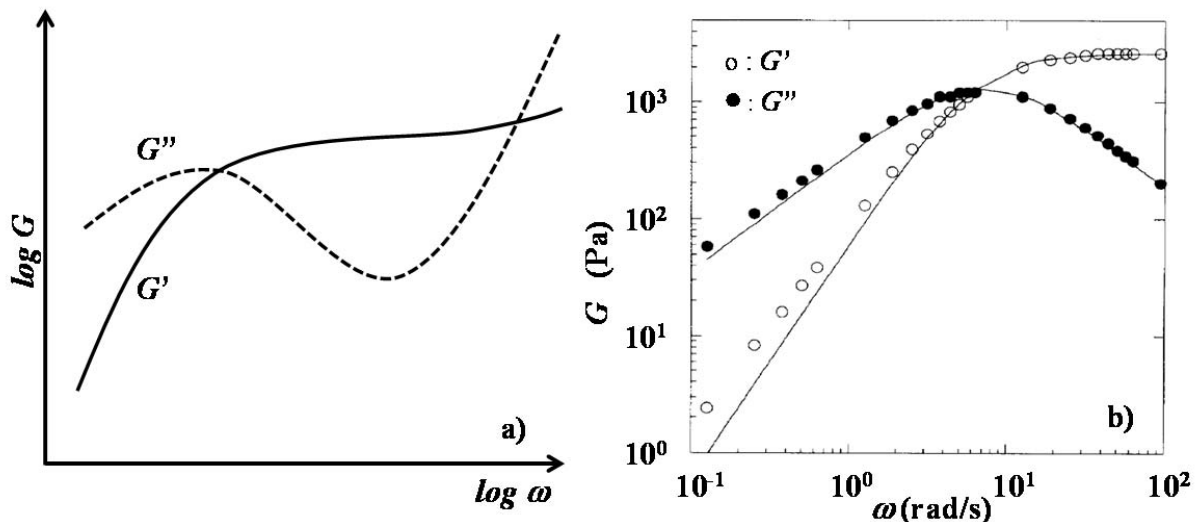 log G
G”
G’
a)
log ω
G (Pa)
10³
10²
10¹
10⁰
○ : G’
● : G”
b)
10⁻¹ 10⁰ 10¹ 10²
ω (rad/s)